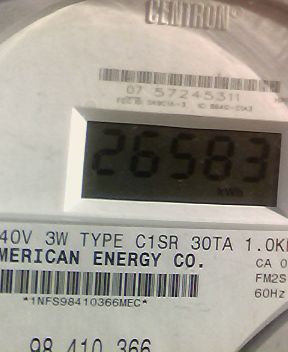 CENTRON®
07 57245311
26583
kWh
40V 3W TYPE C1SR 30TA 1.0K
MERICAN ENERGY CO.
CA 0
FM2S
60Hz
*1NFS98410366MEC*
98 410 366